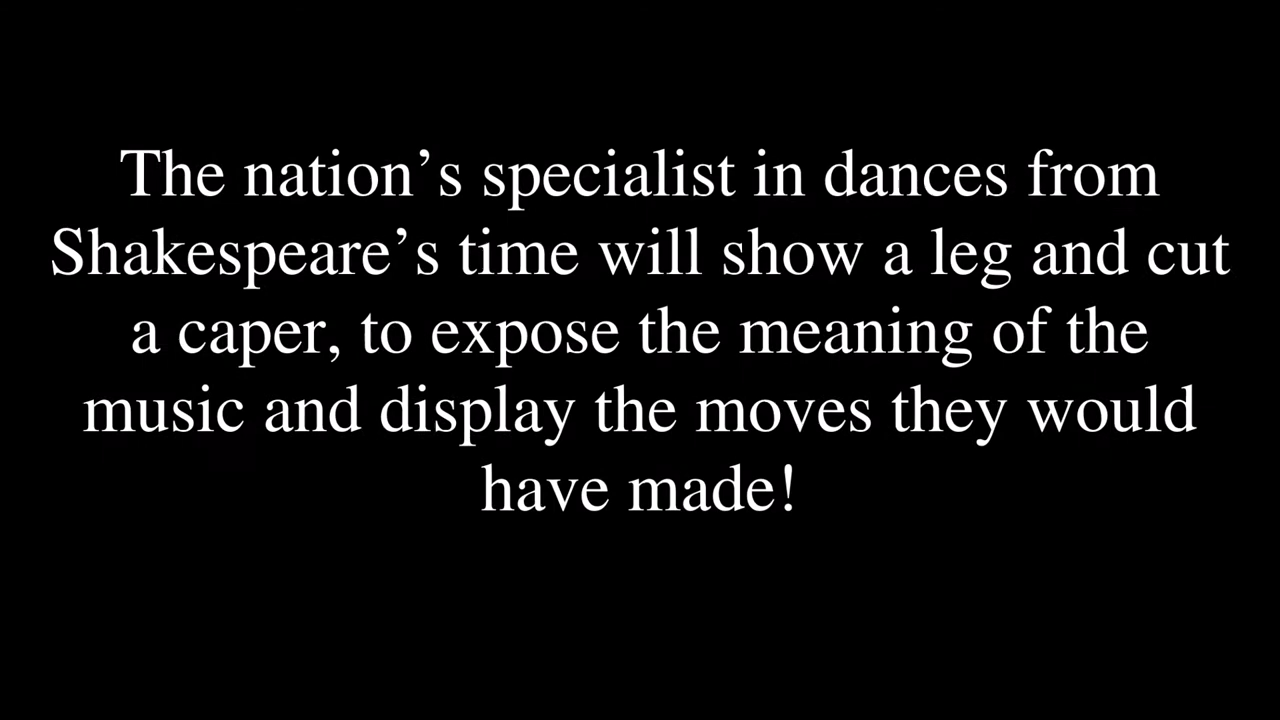 The nation’s specialist in dances from
Shakespeare’s time will show a leg and cut
a caper, to expose the meaning of the
music and display the moves they would
have made!